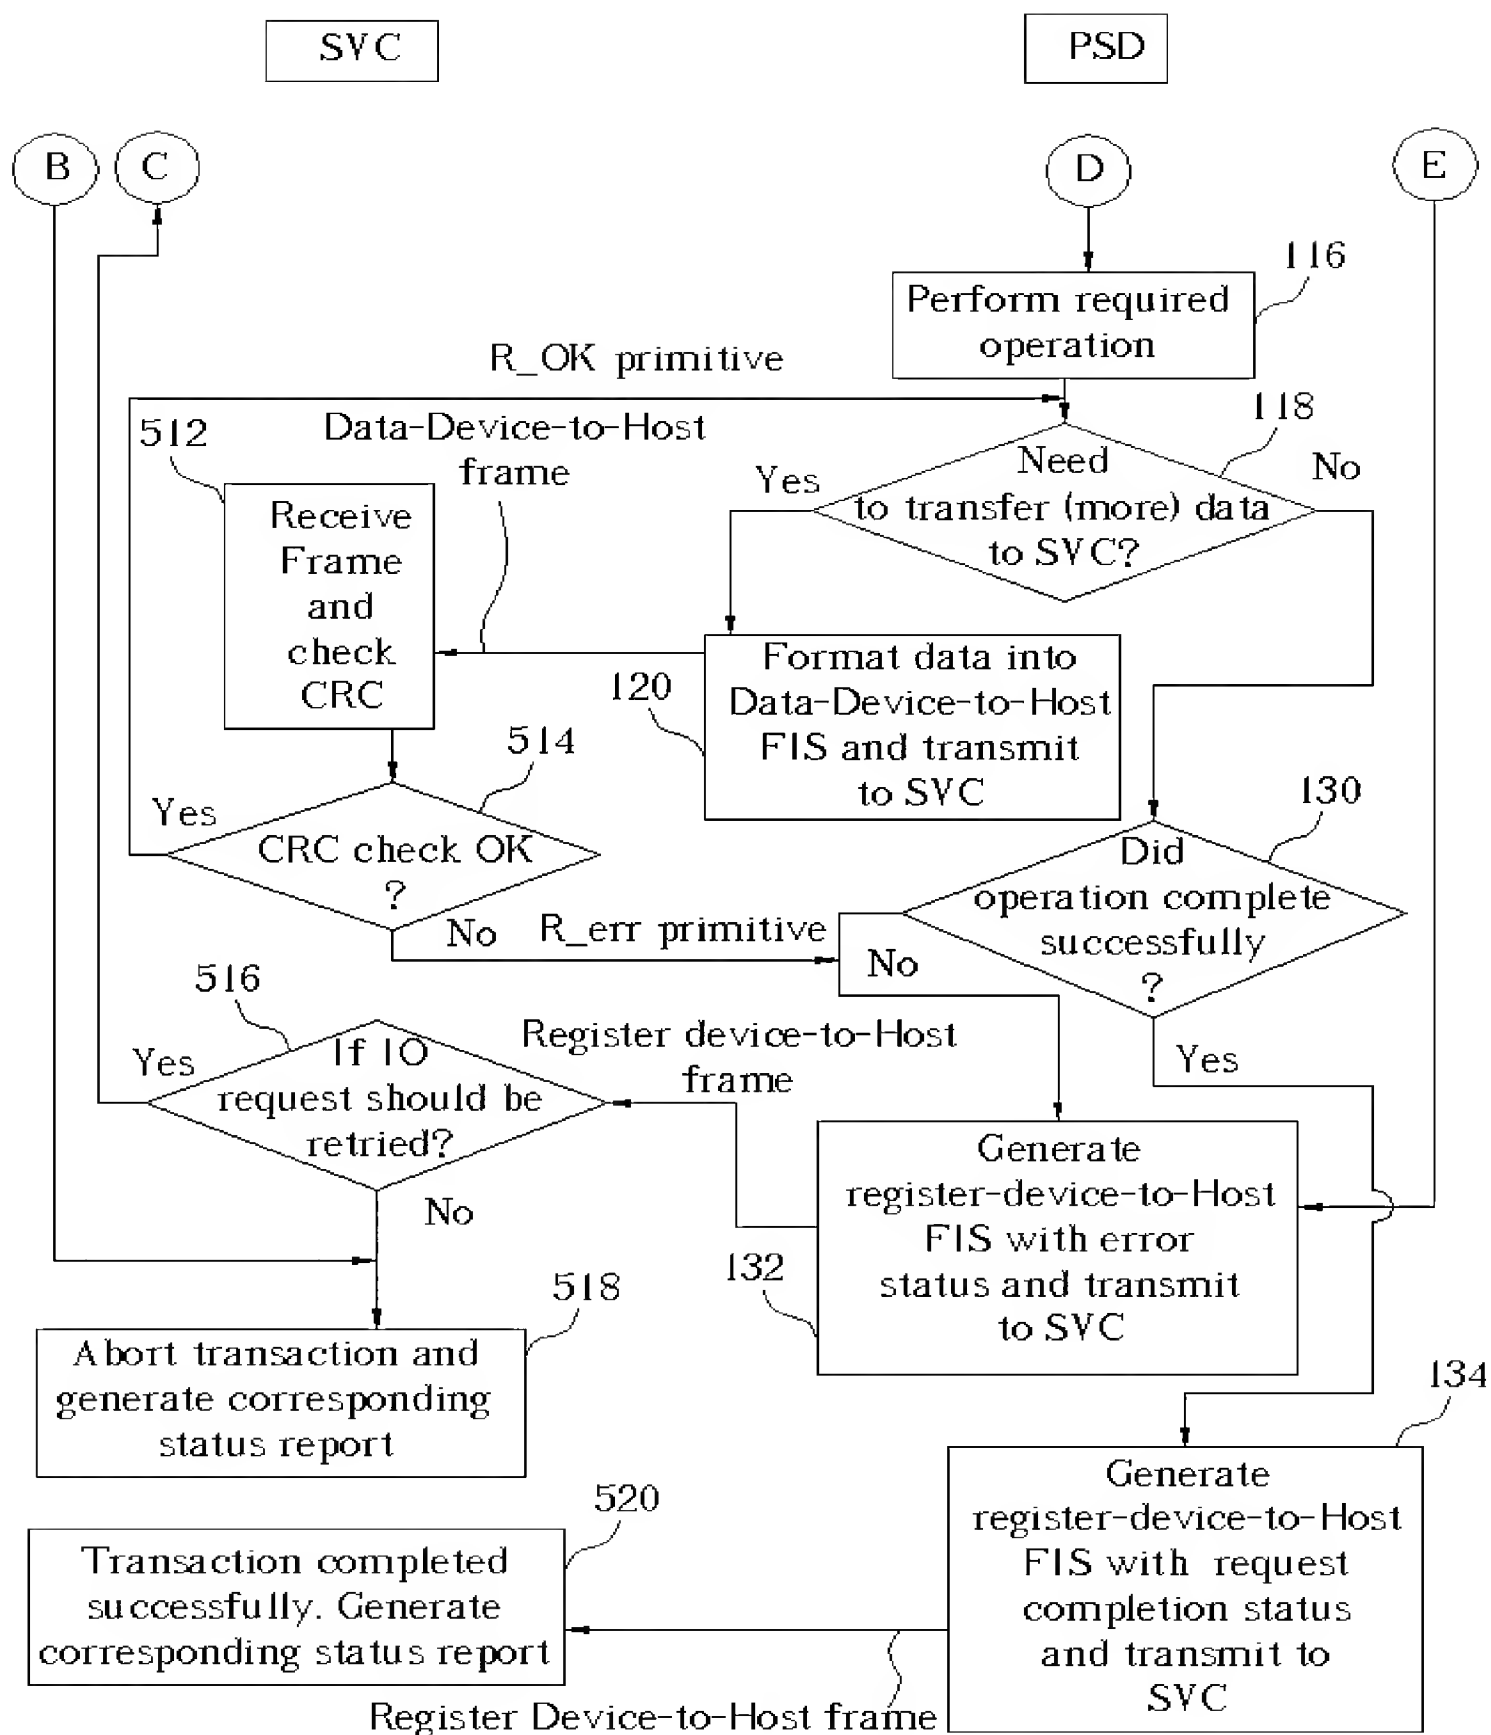 SVC
PSD
B
C
D
E
116
Perform required
operation
R_OK primitive
118
512
Data-Device-to-Host
frame
Need
to transfer (more) data
to SVC?
Yes
No
Receive
Frame
and
check
CRC
120
Format data into
Data-Device-to-Host
FIS and transmit
to SVC
514
Yes
CRC check OK
?
No
R_err primitive
130
Did
operation complete
successfully
?
No
Yes
516
Yes
If IO
request should be
retried?
No
Register device-to-Host
frame
132
Generate
register-device-to-Host
FIS with error
status and transmit
to SVC
518
Abort transaction and
generate corresponding
status report
134
Generate
register-device-to-Host
FIS with request
completion status
and transmit to
SVC
520
Transaction completed
successfully. Generate
corresponding status report
Register Device-to-Host frame